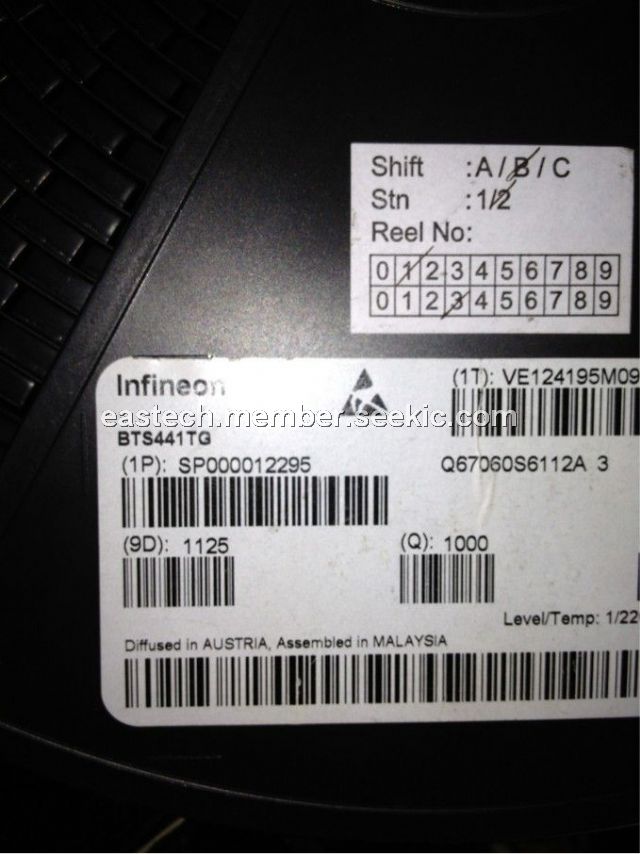 Shift :A/B/C
Stn :1/2
Reel No:
0 1 2 3 4 5 6 7 8 9
0 1 2 3 4 5 6 7 8 9
Infineon
(1T): VE124195M09
eastech.member.seekic.com
BTS441TG
(1P): SP000012295 Q67060S6112A 3
(9D): 1125 (Q): 1000
Level/Temp: 1/220
Diffused in AUSTRIA, Assembled in MALAYSIA